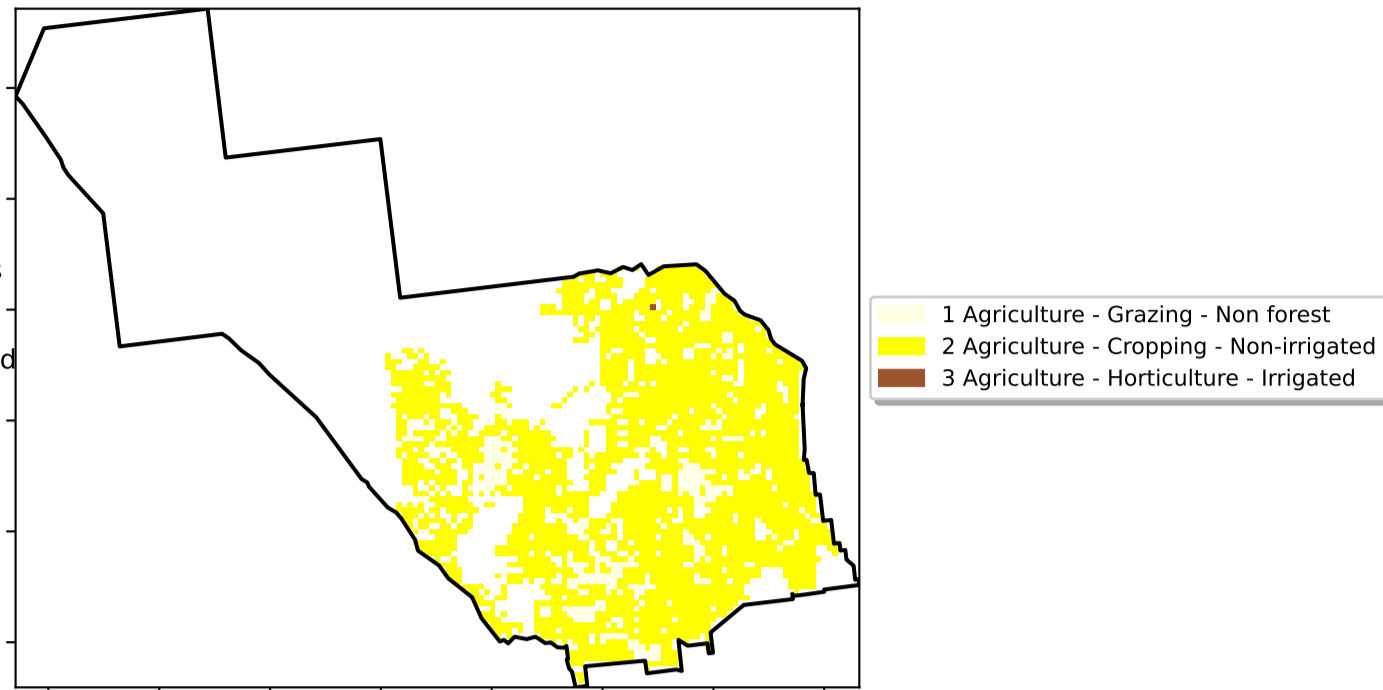 1 Agriculture - Grazing - Non forest
2 Agriculture - Cropping - Non-irrigated
3 Agriculture - Horticulture - Irrigated